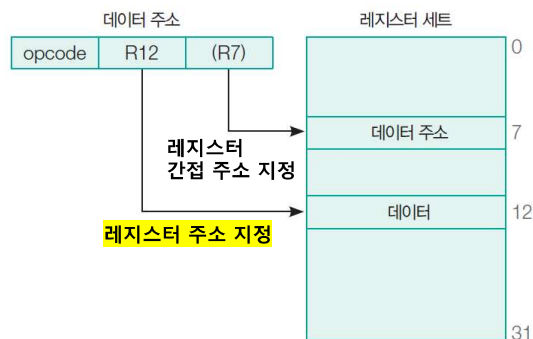 데이터 주소
레지스터 세트
opcode R12 (R7)
0
데이터 주소 7
레지스터
간접 주소 지정
데이터 12
레지스터 주소 지정
31